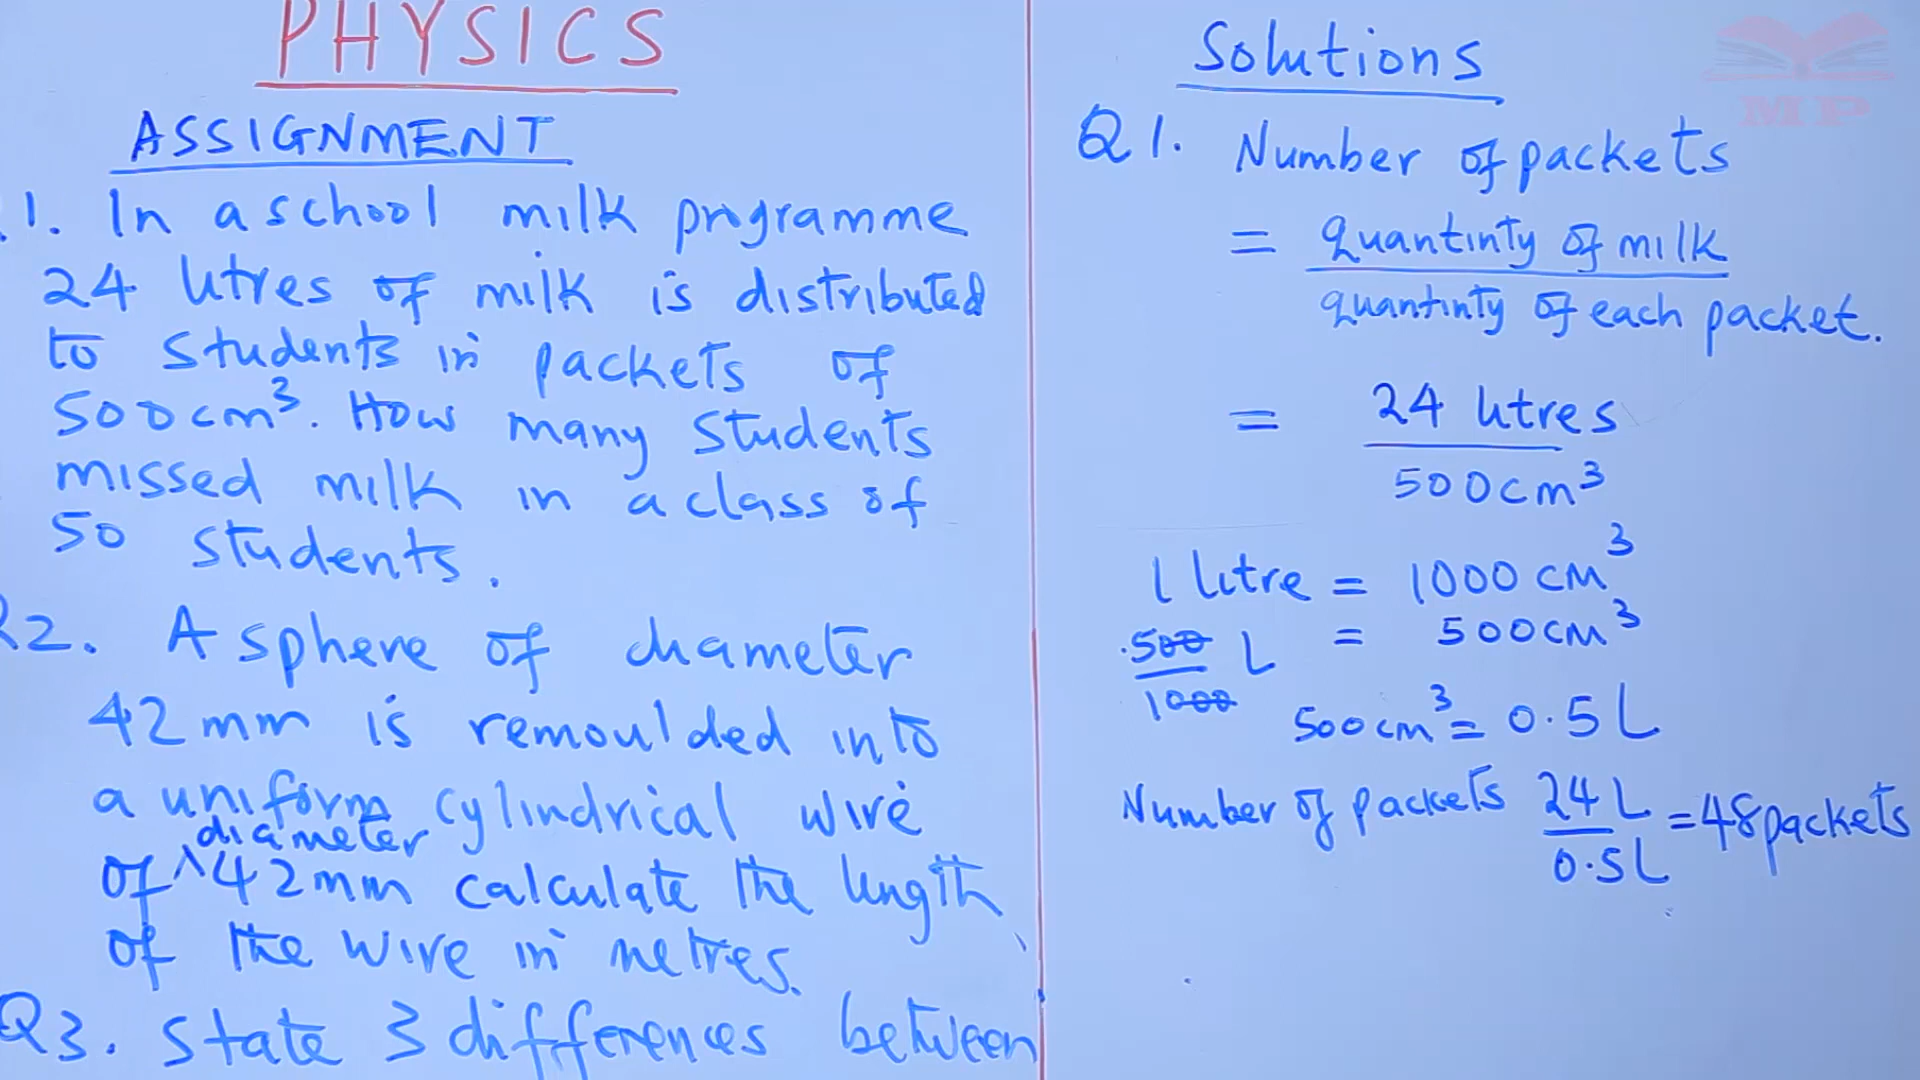 PHYSICS
ASSIGNMENT
1. In a school milk programme
24 litres of milk is distributed
to students in packets of
500cm³. How many students
missed milk in a class of
50 students.
2. A sphere of diameter
42mm is remoulded into
a uniform cylindrical wire
diameter
of ^ 42mm calculate the length
of the wire in metres.
Q3. State 3 differences between
Solutions
MP
Q1. Number of packets
= quantinty of milk
quantinty of each packet.
= 24 litres
500cm³
1 litre = 1000 cm³
500 L = 500cm³
1000
500cm³ = 0.5L
Number of packets 24L = 48packets
0.5L